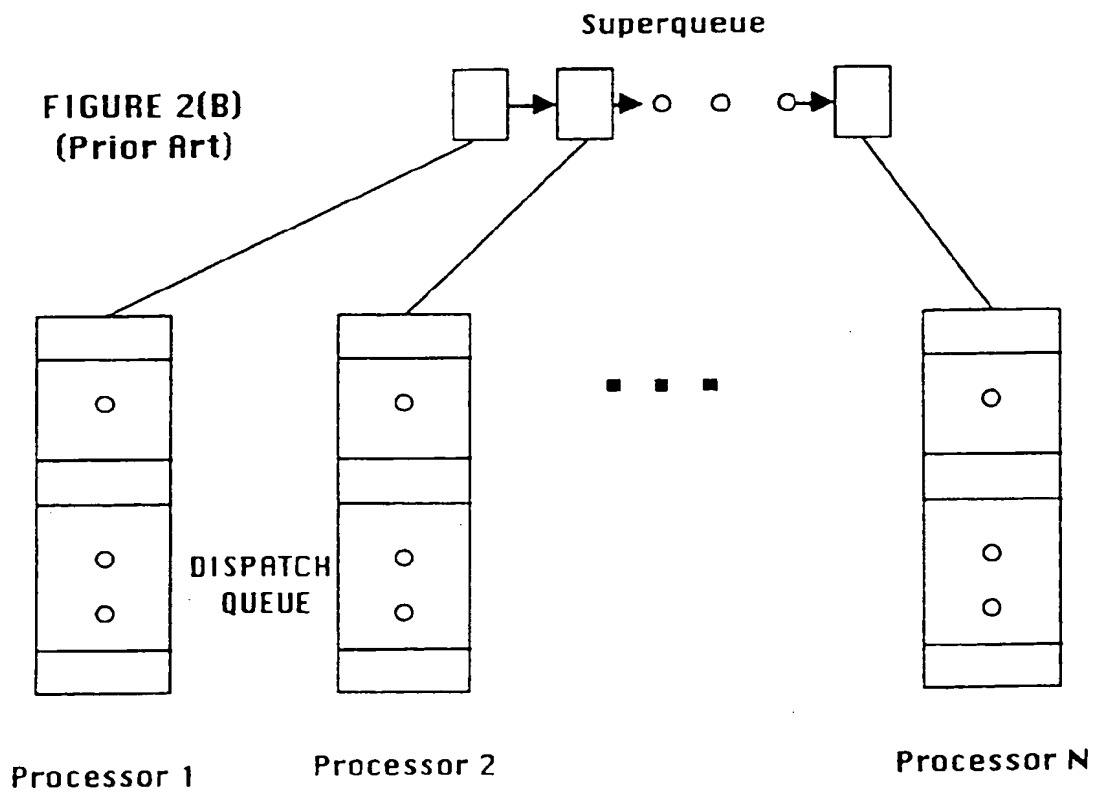 Superqueue
FIGURE 2(B)
(Prior Art)
DISPATCH
QUEUE
Processor 1
Processor 2
Processor N